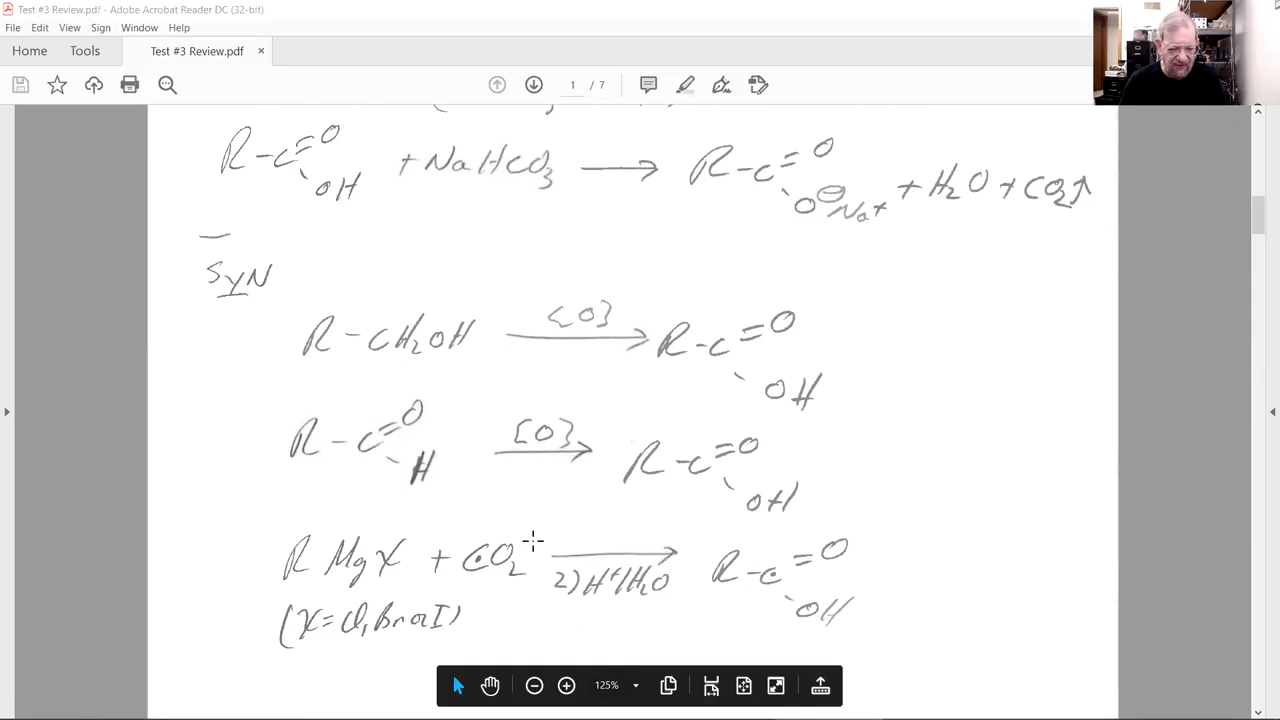 Test #3 Review.pdf - Adobe Acrobat Reader DC (32-bit)
File Edit View Sign Window Help
Home Tools Test #3 Review.pdf ×
1 / 7
R-C=O OH + NaHCO3 → R-C=O O⊖Na+ + H2O + CO2↑
SYN
R-CH2OH {O} → R-C=O OH
R-C=O H {O} → R-C=O OH
R MgX + CO2 → 2) H+/H2O R-C=O OH
(X=Cl, Br or I)
125%